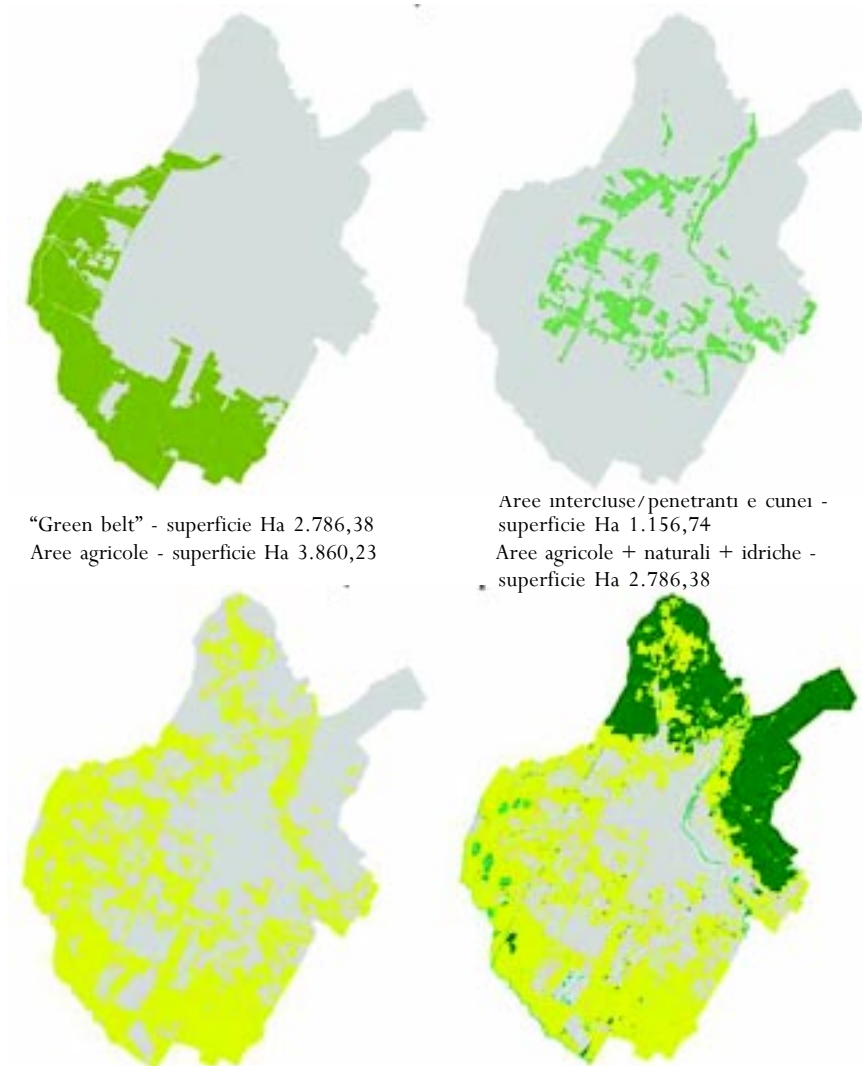 “Green belt” - superficie Ha 2.786,38
Aree agricole - superficie Ha 3.860,23
Aree intercluse/penetranti e cunei -
superficie Ha 1.156,74
Aree agricole + naturali + idriche -
superficie Ha 2.786,38